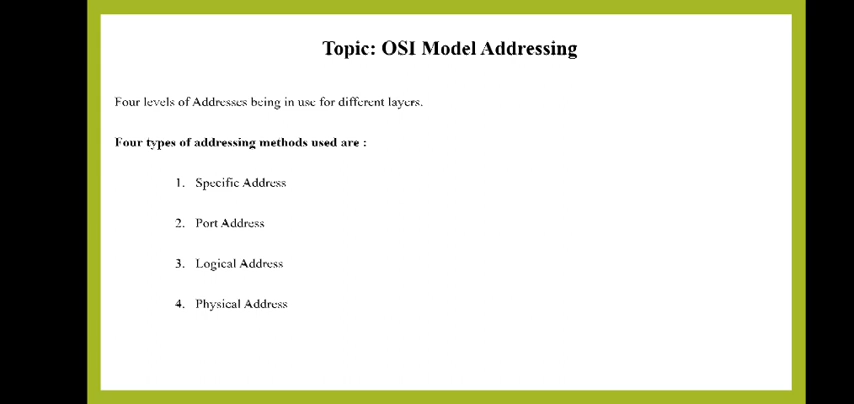 Topic: OSI Model Addressing
Four levels of Addresses being in use for different layers.
Four types of addressing methods used are :
1. Specific Address
2. Port Address
3. Logical Address
4. Physical Address